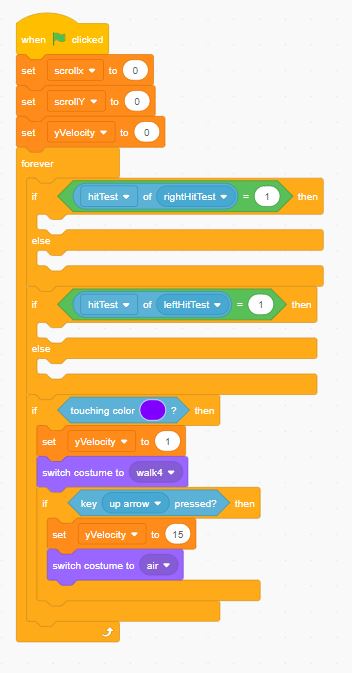 when clicked
set scrollx to 0
set scrollY to 0
set yVelocity to 0
forever
if hitTest of rightHitTest = 1 then
else
if hitTest of leftHitTest = 1 then
else
if touching color ? then
set yVelocity to 1
switch costume to walk4
if key up arrow pressed? then
set yVelocity to 15
switch costume to air